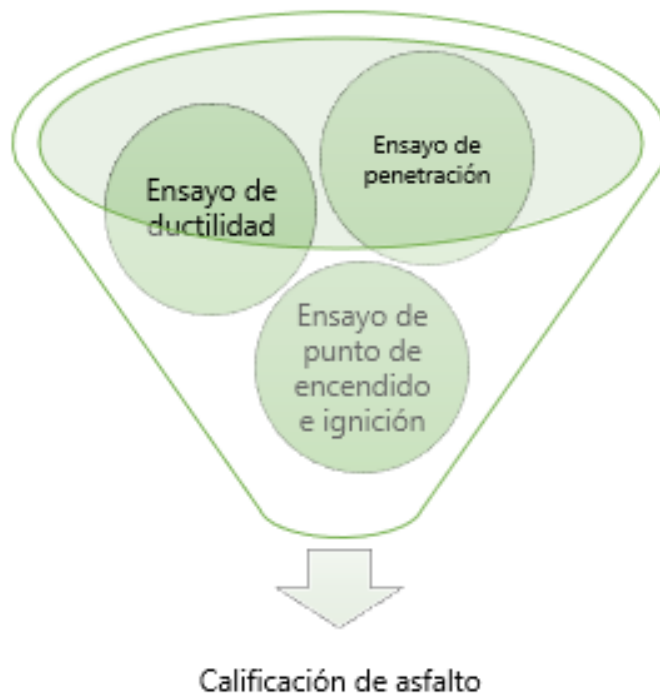 Ensayo de
penetración
Ensayo de
ductilidad
Ensayo de
punto de
encendido
e ignición
Calificación de asfalto